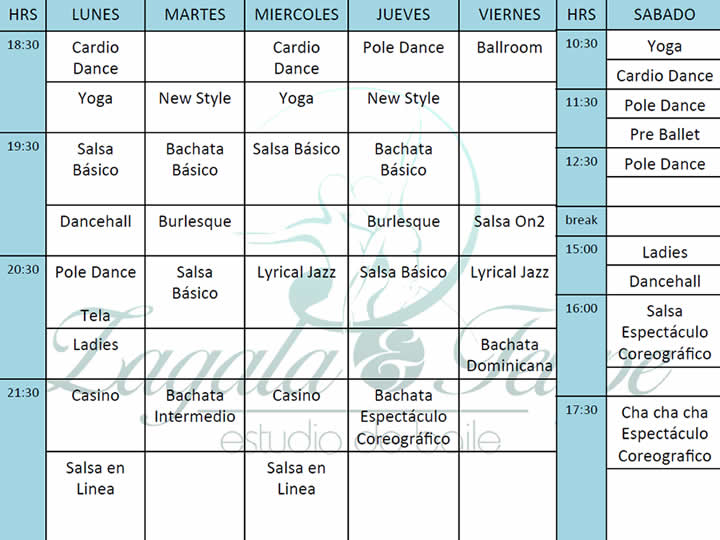 HRS LUNES MARTES MIERCOLES JUEVES VIERNES HRS SABADO
18:30 Cardio Dance Cardio Dance Pole Dance Ballroom
Yoga New Style Yoga New Style
19:30 Salsa Básico Bachata Básico Salsa Básico Bachata Básico
Dancehall Burlesque Burlesque Salsa On2
20:30 Pole Dance Tela Salsa Básico Lyrical Jazz Salsa Básico Lyrical Jazz
Ladies Bachata Dominicana
21:30 Casino Bachata Intermedio Casino Bachata Espectáculo Coreográfico
Salsa en Linea Salsa en Linea
10:30 Yoga
Cardio Dance
11:30 Pole Dance
Pre Ballet
12:30 Pole Dance
break
15:00 Ladies
Dancehall
16:00 Salsa Espectáculo Coreográfico
17:30 Cha cha cha Espectáculo Coreografico
Zagala &
estudio de baile